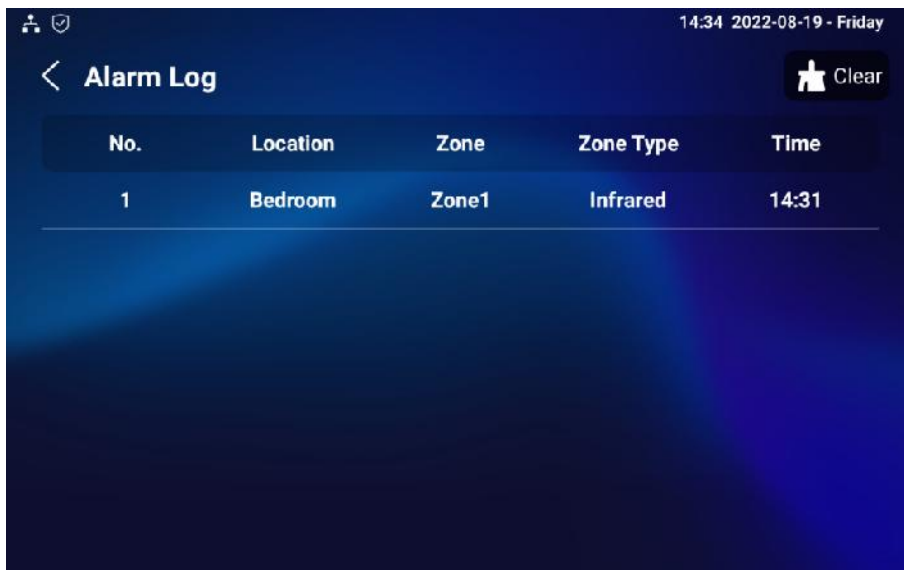 14:34 2022-08-19 - Friday
Alarm Log Clear
No. Location Zone Zone Type Time
1 Bedroom Zone1 Infrared 14:31